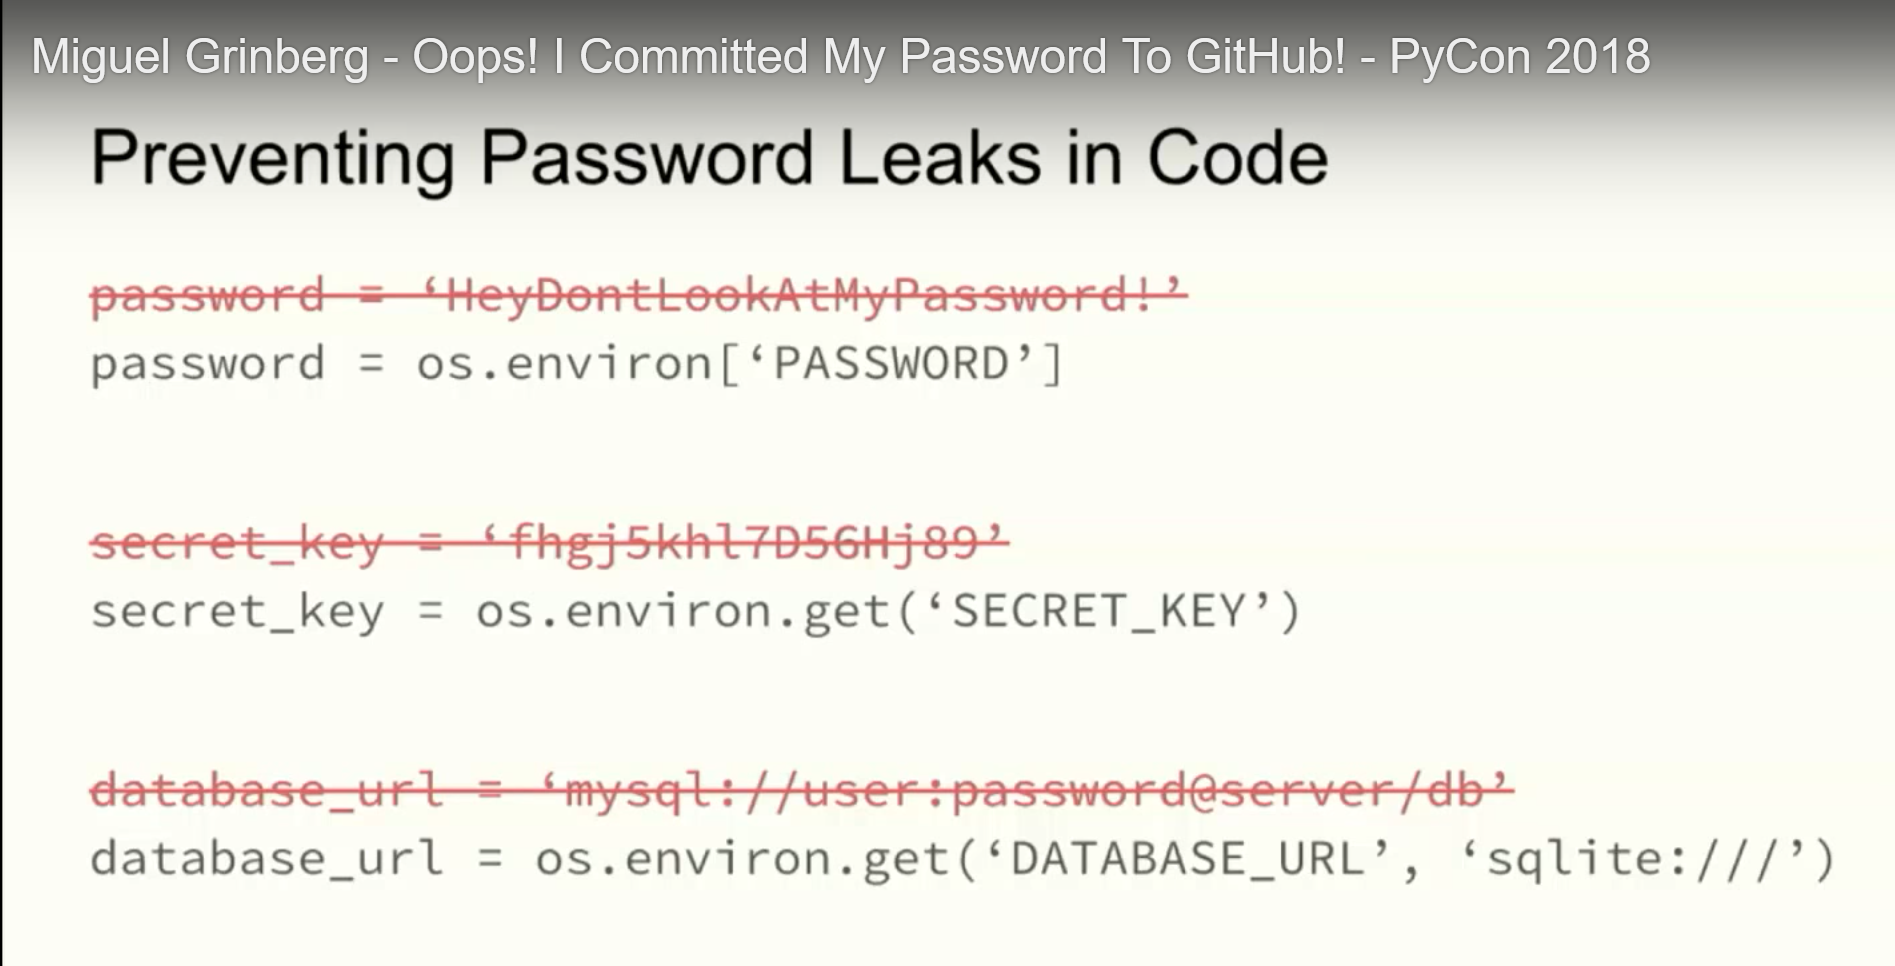 Miguel Grinberg - Oops! I Committed My Password To GitHub! - PyCon 2018
Preventing Password Leaks in Code
password = ‘HeyDontLookAtMyPassword!’
password = os.environ[‘PASSWORD’]
secret_key = ‘fhgj5khl7D56Hj89’
secret_key = os.environ.get(‘SECRET_KEY’)
database_url = ‘mysql://user:password@server/db’
database_url = os.environ.get(‘DATABASE_URL’, ‘sqlite:///’)